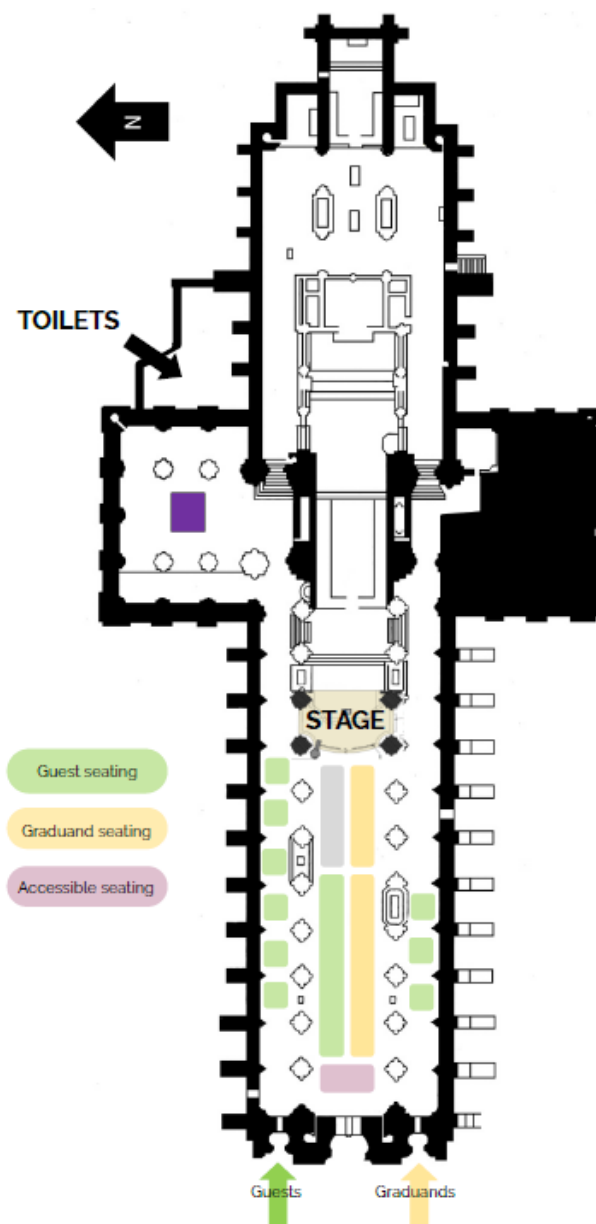 N
TOILETS
STAGE
Guest seating
Graduand seating
Accessible seating
Guests
Graduands